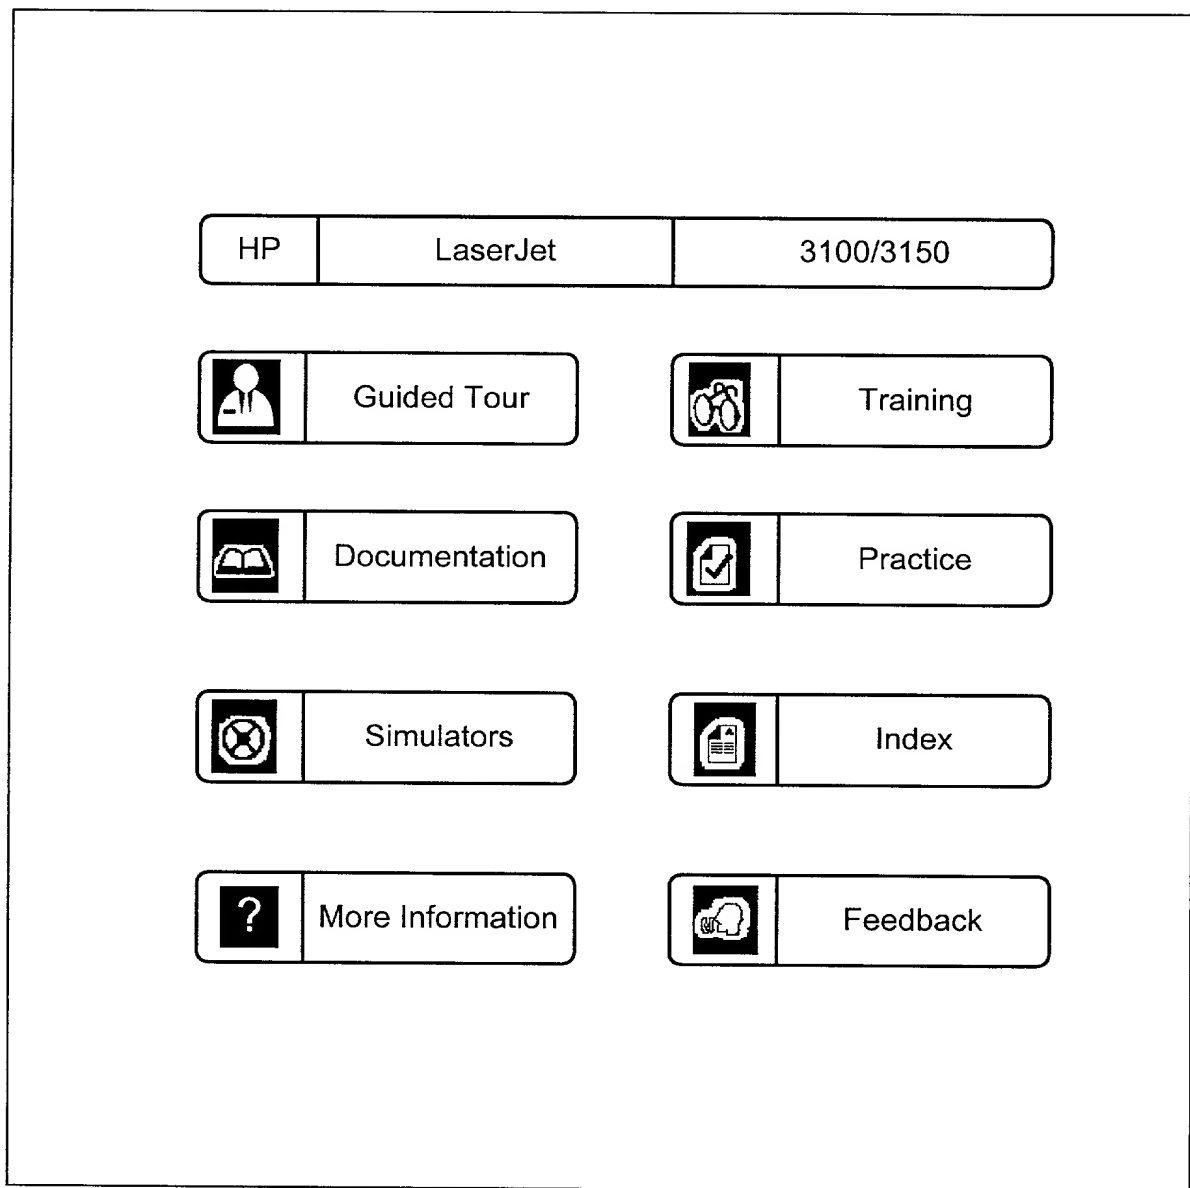 HP LaserJet 3100/3150
Guided Tour Training
Documentation Practice
Simulators Index
? More Information Feedback